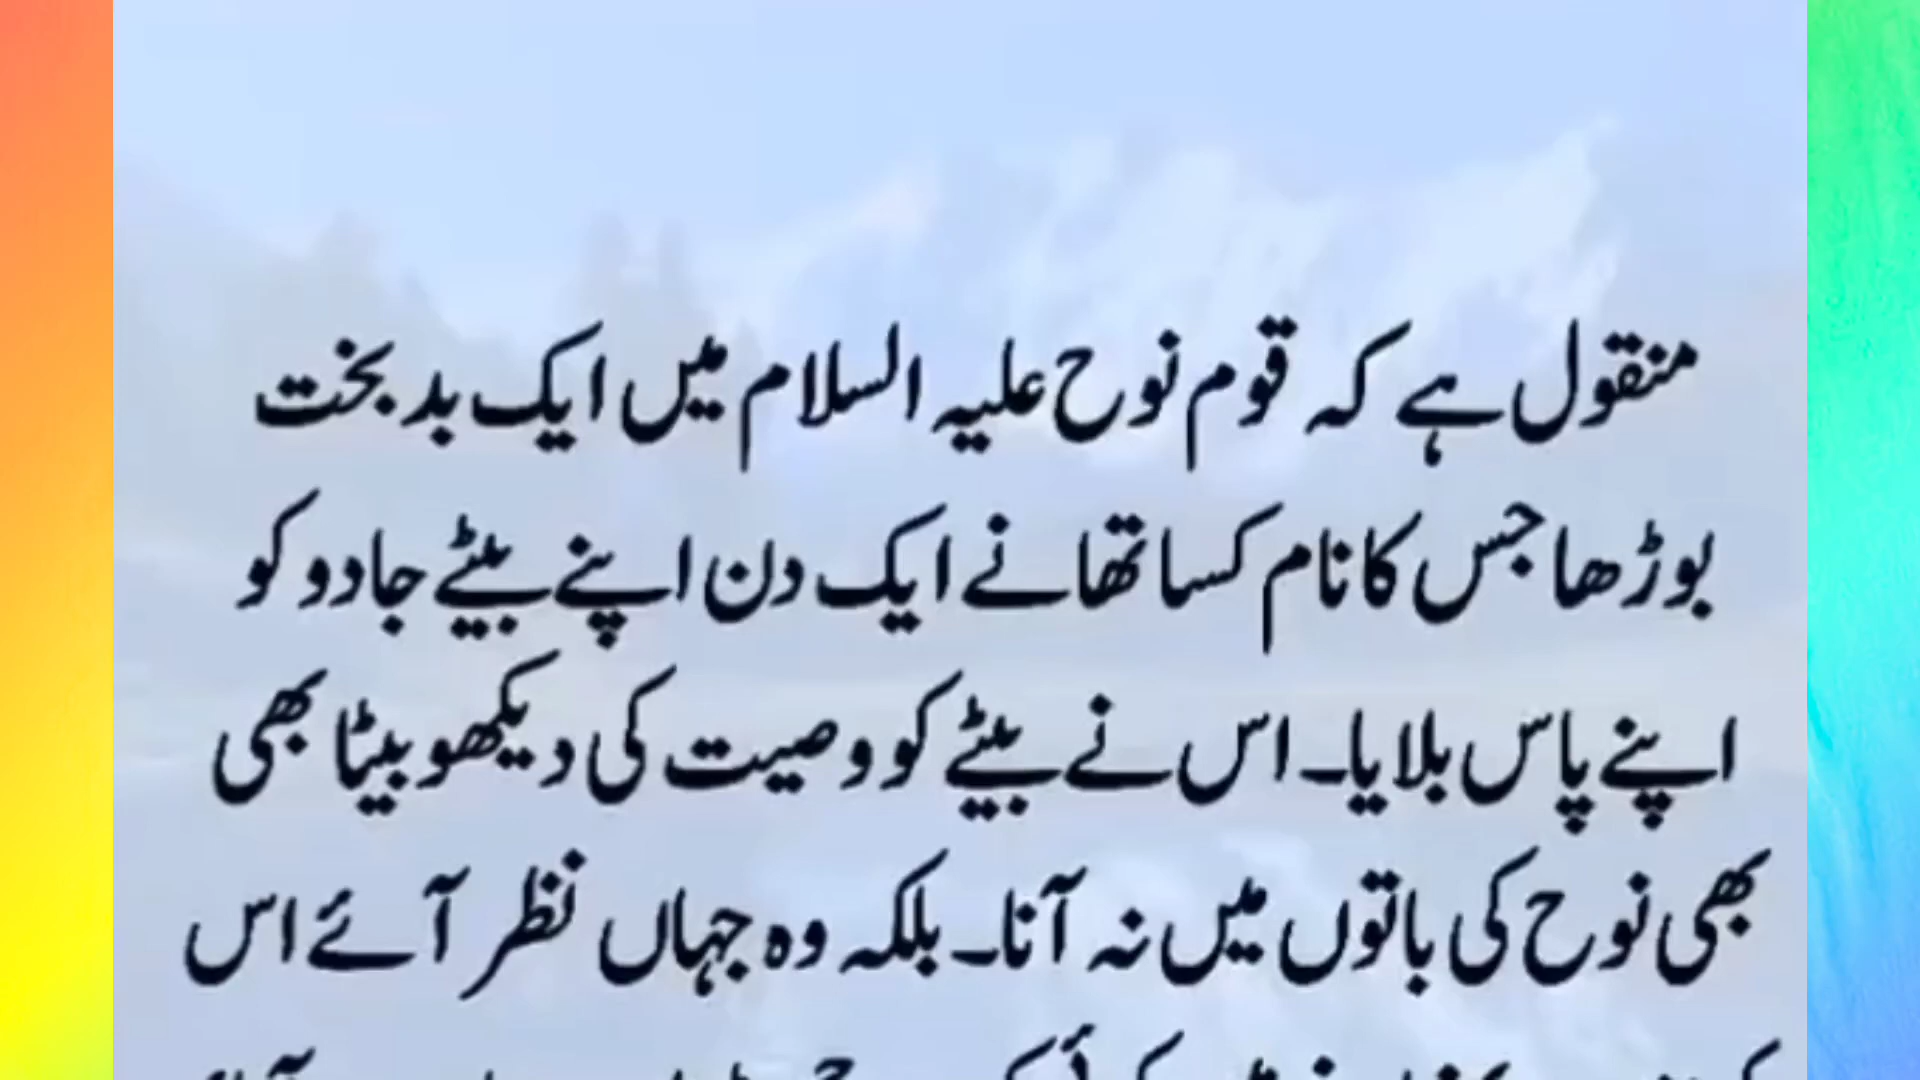 منقول ہے کہ قوم نوح علیہ السلام میں ایک بد بخت
بوڑھا جس کا نام کسا تھا نے ایک دن اپنے بیٹے جادو کو
اپنے پاس بلایا۔ اس نے بیٹے کو وصیت کی دیکھو بیٹا بھی
بھی نوح کی باتوں میں نہ آنا۔ بلکہ وہ جہاں نظر آئے اس